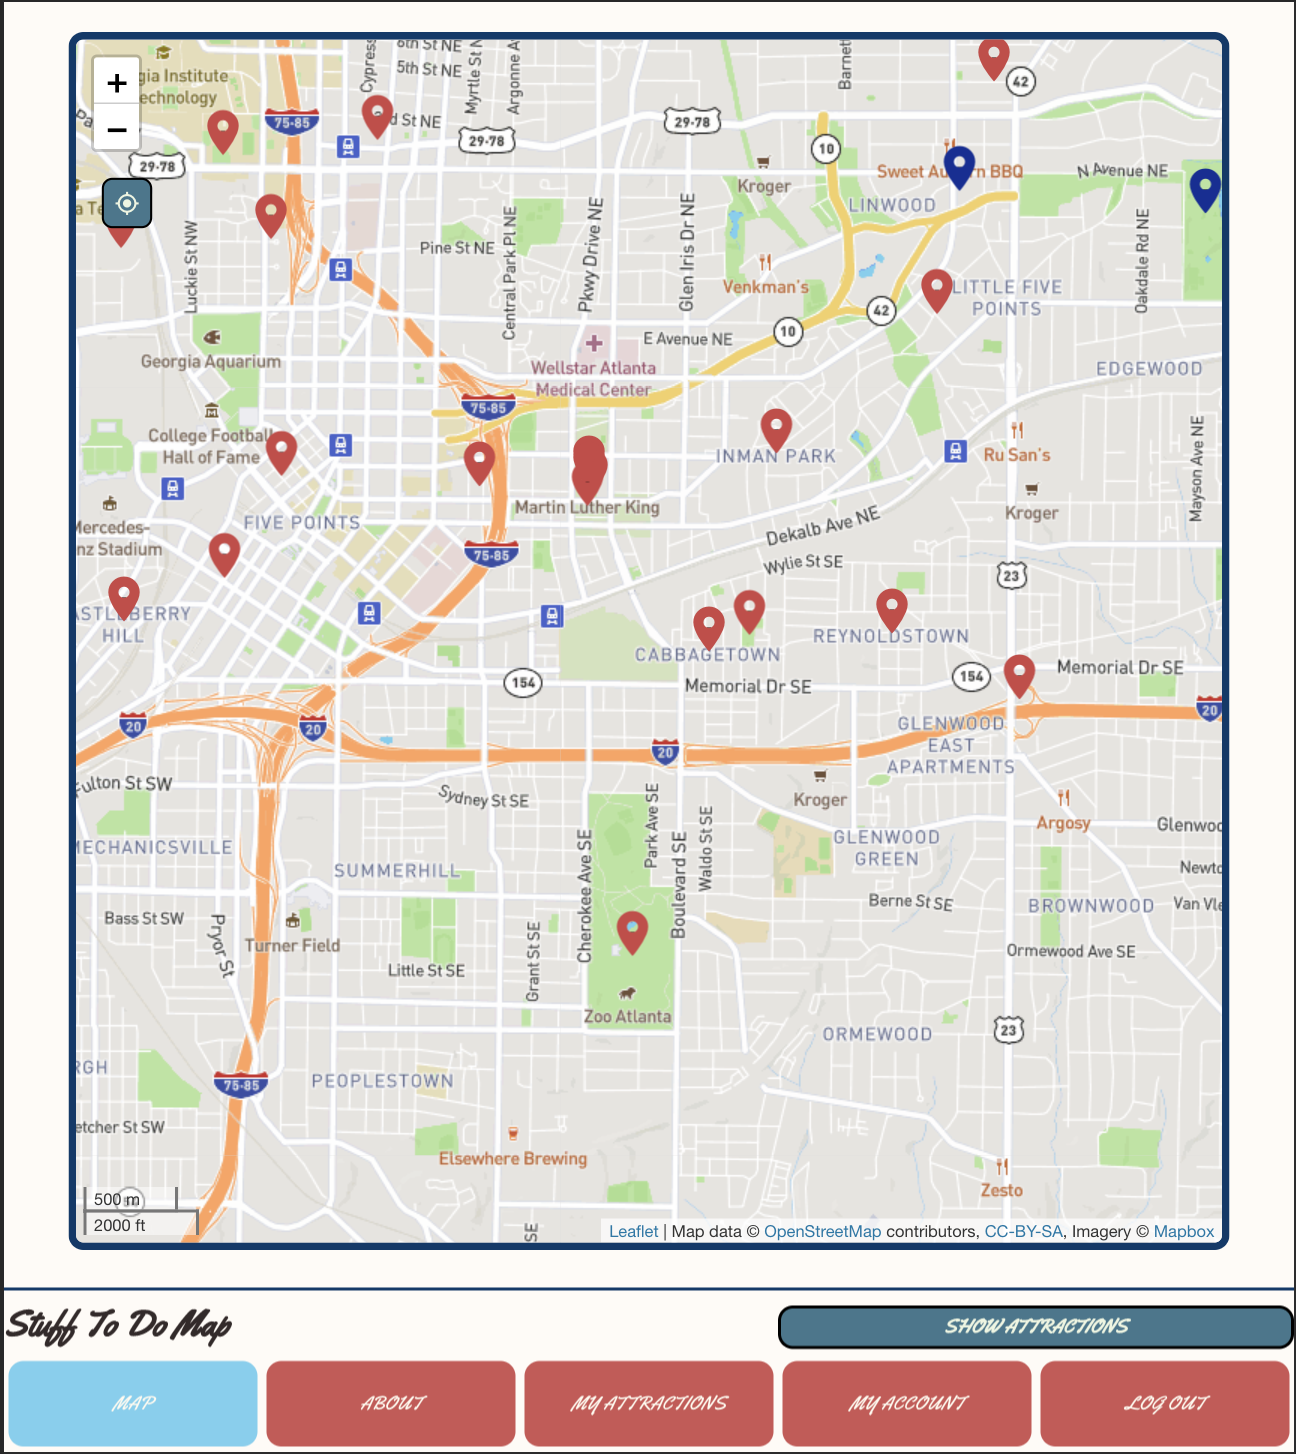 6th St NE
5th St NE
Cypress
Myrtle St N
Argonne A
Barnet
42
+
gia Institute
echnology
−
75-85
d St NE
29-78
29-78
29-78
10
Kroger
Sweet Au rn BBQ
N Avenue NE
LINWOOD
a Te
Luckie St NW
Pine St NE
Central Park Pl NE
Pkwy Drive NE
Glen Iris Dr NE
Oakdale Rd NE
Venkman's
LITTLE FIVE
POINTS
42
10
E Avenue NE
Georgia Aquarium
Wellstar Atlanta
Medical Center
EDGEWOOD
75-85
College Football
Hall of Fame
INMAN PARK
Ru San's
Mayson Ave NE
Martin Luther King
Kroger
FIVE POINTS
Dekalb Ave NE
Mercedes-
nz Stadium
75-85
Wylie St SE
23
ASTLEBERRY
HILL
REYNOLDSTOWN
CABBAGETOWN
Memorial Dr SE
154
154
Memorial Dr SE
20
20
20
20
GLENWOOD
EAST
APARTMENTS
Fulton St SW
Sydney St SE
Kroger
Park Ave SE
Waldo St SE
Argosy
Glenwoo
MECHANICSVILLE
GLENWOOD
GREEN
SUMMERHILL
Cherokee Ave SE
Boulevard SE
Newto
Berne St SE
BROWNWOOD
Van Vle
Bass St SW
Pryor St
Turner Field
Little St SE
Grant St SE
Ormewood Ave SE
Zoo Atlanta
ORMEWOOD
23
RGH
75-85
PEOPLESTOWN
etcher St SW
Elsewhere Brewing
Zesto
500 m
2000 ft
SE
Leaflet | Map data © OpenStreetMap contributors, CC-BY-SA, Imagery © Mapbox
Stuff To Do Map
SHOW ATTRACTIONS
MAP
ABOUT
MY ATTRACTIONS
MY ACCOUNT
LOG OUT